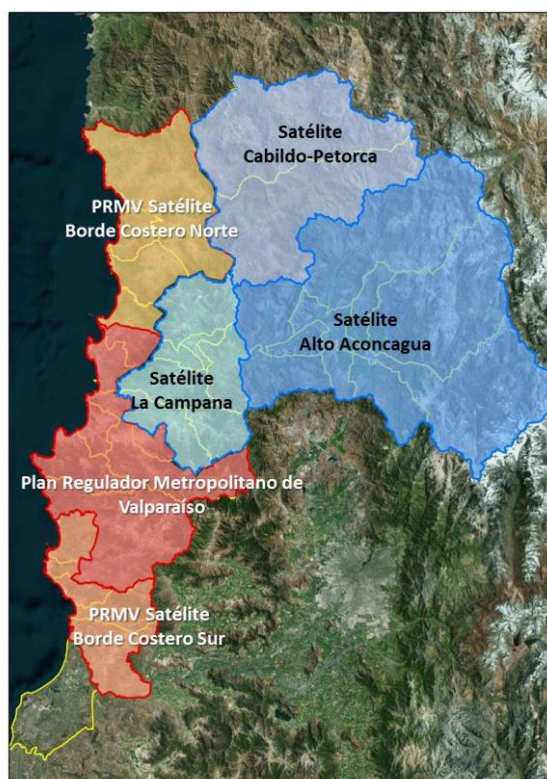 Satélite
Cabildo-Petorca
PRMV Satélite
Borde Costero Norte
Satélite
Alto Aconcagua
Satélite
La Campana
Plan Regulador Metropolitano de
Valparaíso
PRMV Satélite
Borde Costero Sur